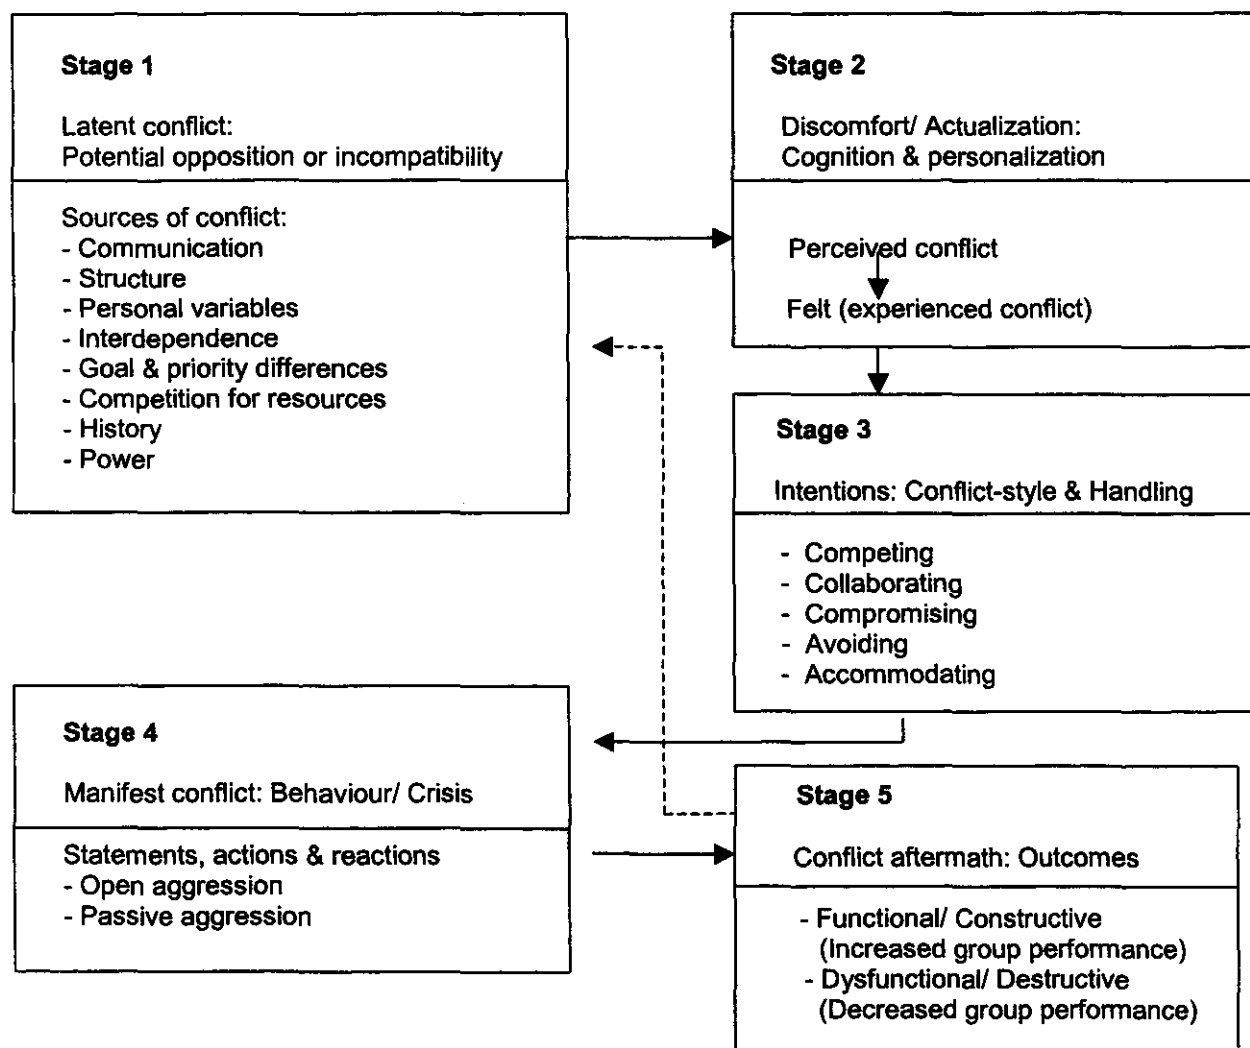 Stage 1
Latent conflict:
Potential opposition or incompatibility
Sources of conflict:
- Communication
- Structure
- Personal variables
- Interdependence
- Goal & priority differences
- Competition for resources
- History
- Power
Stage 2
Discomfort/ Actualization:
Cognition & personalization
Perceived conflict
Felt (experienced conflict)
Stage 3
Intentions: Conflict-style & Handling
- Competing
- Collaborating
- Compromising
- Avoiding
- Accommodating
Stage 4
Manifest conflict: Behaviour/ Crisis
Statements, actions & reactions
- Open aggression
- Passive aggression
Stage 5
Conflict aftermath: Outcomes
- Functional/ Constructive
(Increased group performance)
- Dysfunctional/ Destructive
(Decreased group performance)